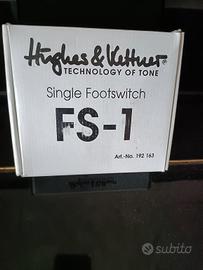 Hughes & Kettner®
TECHNOLOGY OF TONE
Single Footswitch
FS-1
Art.-No. 192 163
subito